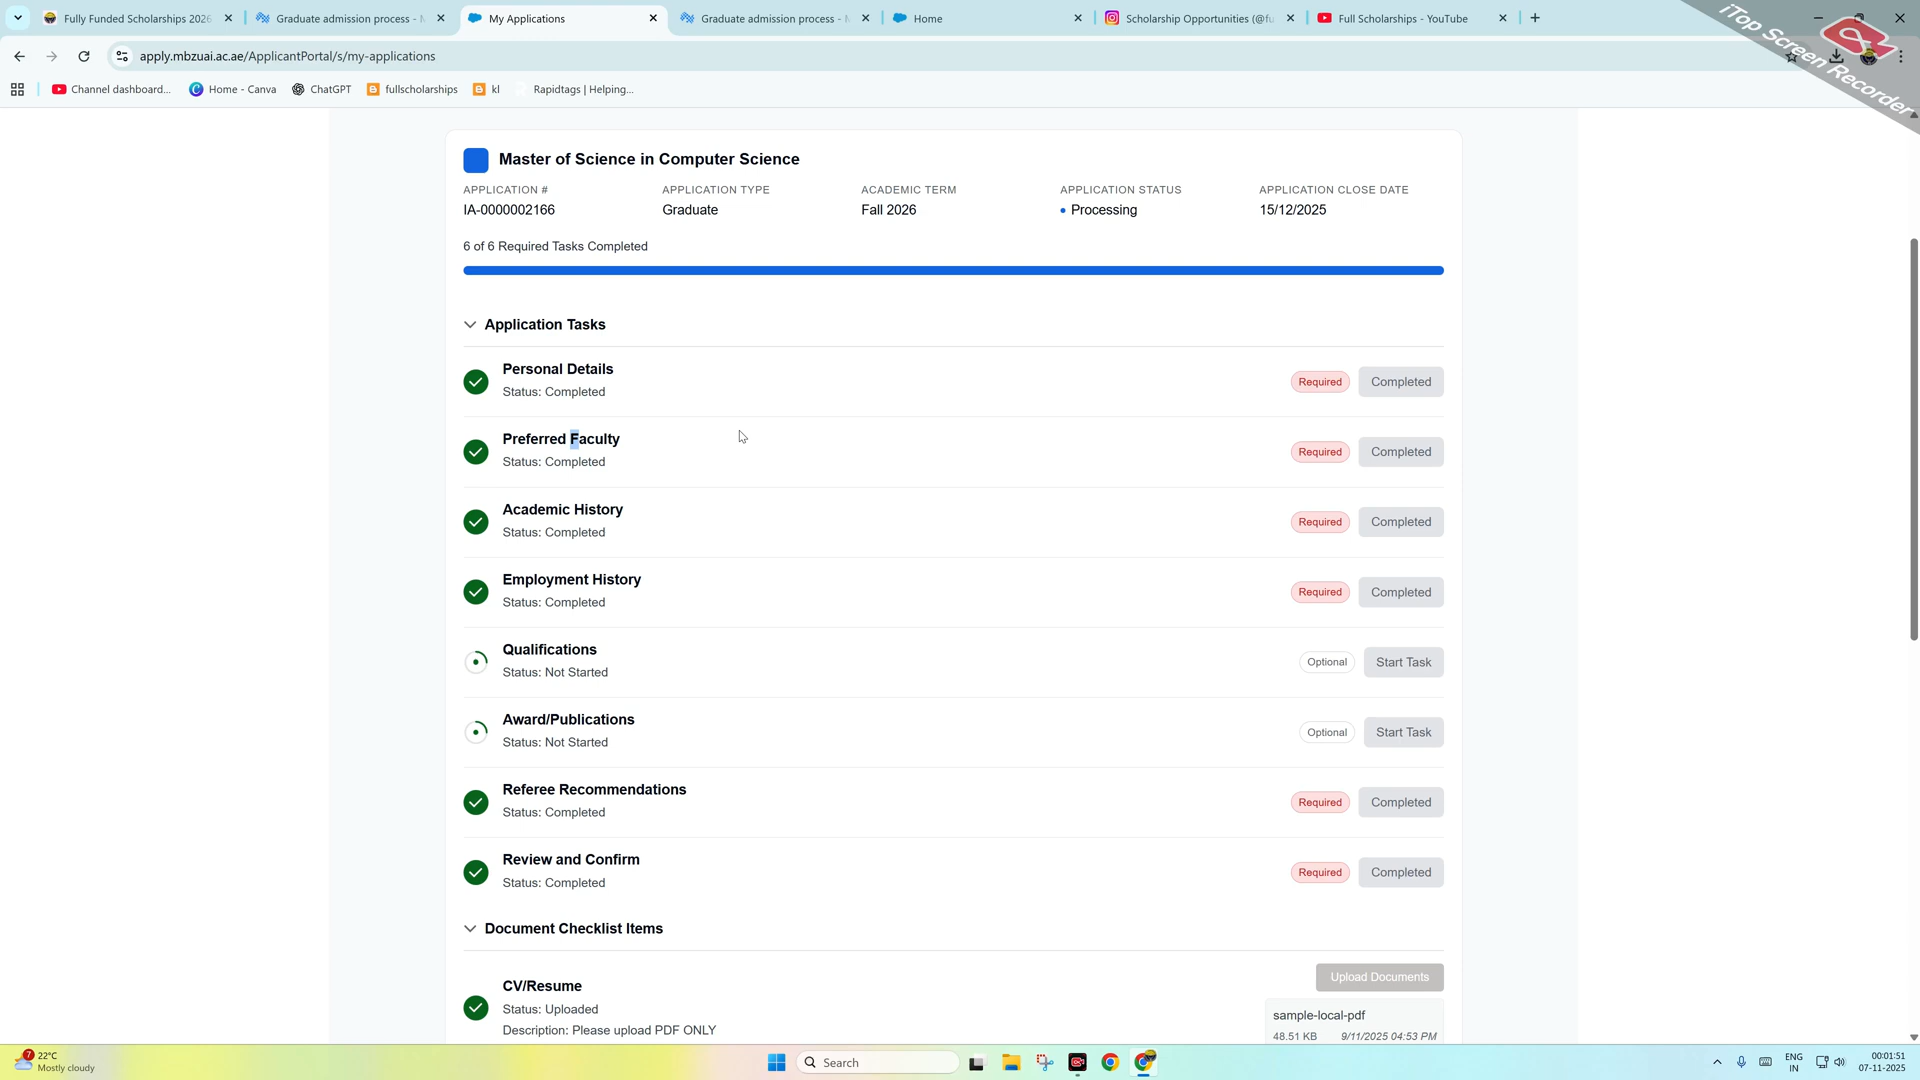 Fully Funded Scholarships 2026
Graduate admission process - M
My Applications
Graduate admission process - M
Home
Scholarship Opportunities (@fu
Full Scholarships - YouTube
apply.mbzuai.ac.ae/ApplicantPortal/s/my-applications
iTop Screen Recorder
Channel dashboard...
Home - Canva
ChatGPT
fullscholarships
kl
Rapidtags | Helping...
Master of Science in Computer Science
APPLICATION # APPLICATION TYPE ACADEMIC TERM APPLICATION STATUS APPLICATION CLOSE DATE
IA-0000002166 Graduate Fall 2026 • Processing 15/12/2025
6 of 6 Required Tasks Completed
Application Tasks
Personal Details
Status: Completed
Required Completed
Preferred Faculty
Status: Completed
Required Completed
Academic History
Status: Completed
Required Completed
Employment History
Status: Completed
Required Completed
Qualifications
Status: Not Started
Optional Start Task
Award/Publications
Status: Not Started
Optional Start Task
Referee Recommendations
Status: Completed
Required Completed
Review and Confirm
Status: Completed
Required Completed
Document Checklist Items
CV/Resume
Status: Uploaded
Description: Please upload PDF ONLY
Upload Documents
sample-local-pdf
48.51 KB 9/11/2025 04:53 PM
7
22°C
Mostly cloudy
Search
ENG
IN
00:01:51
07-11-2025